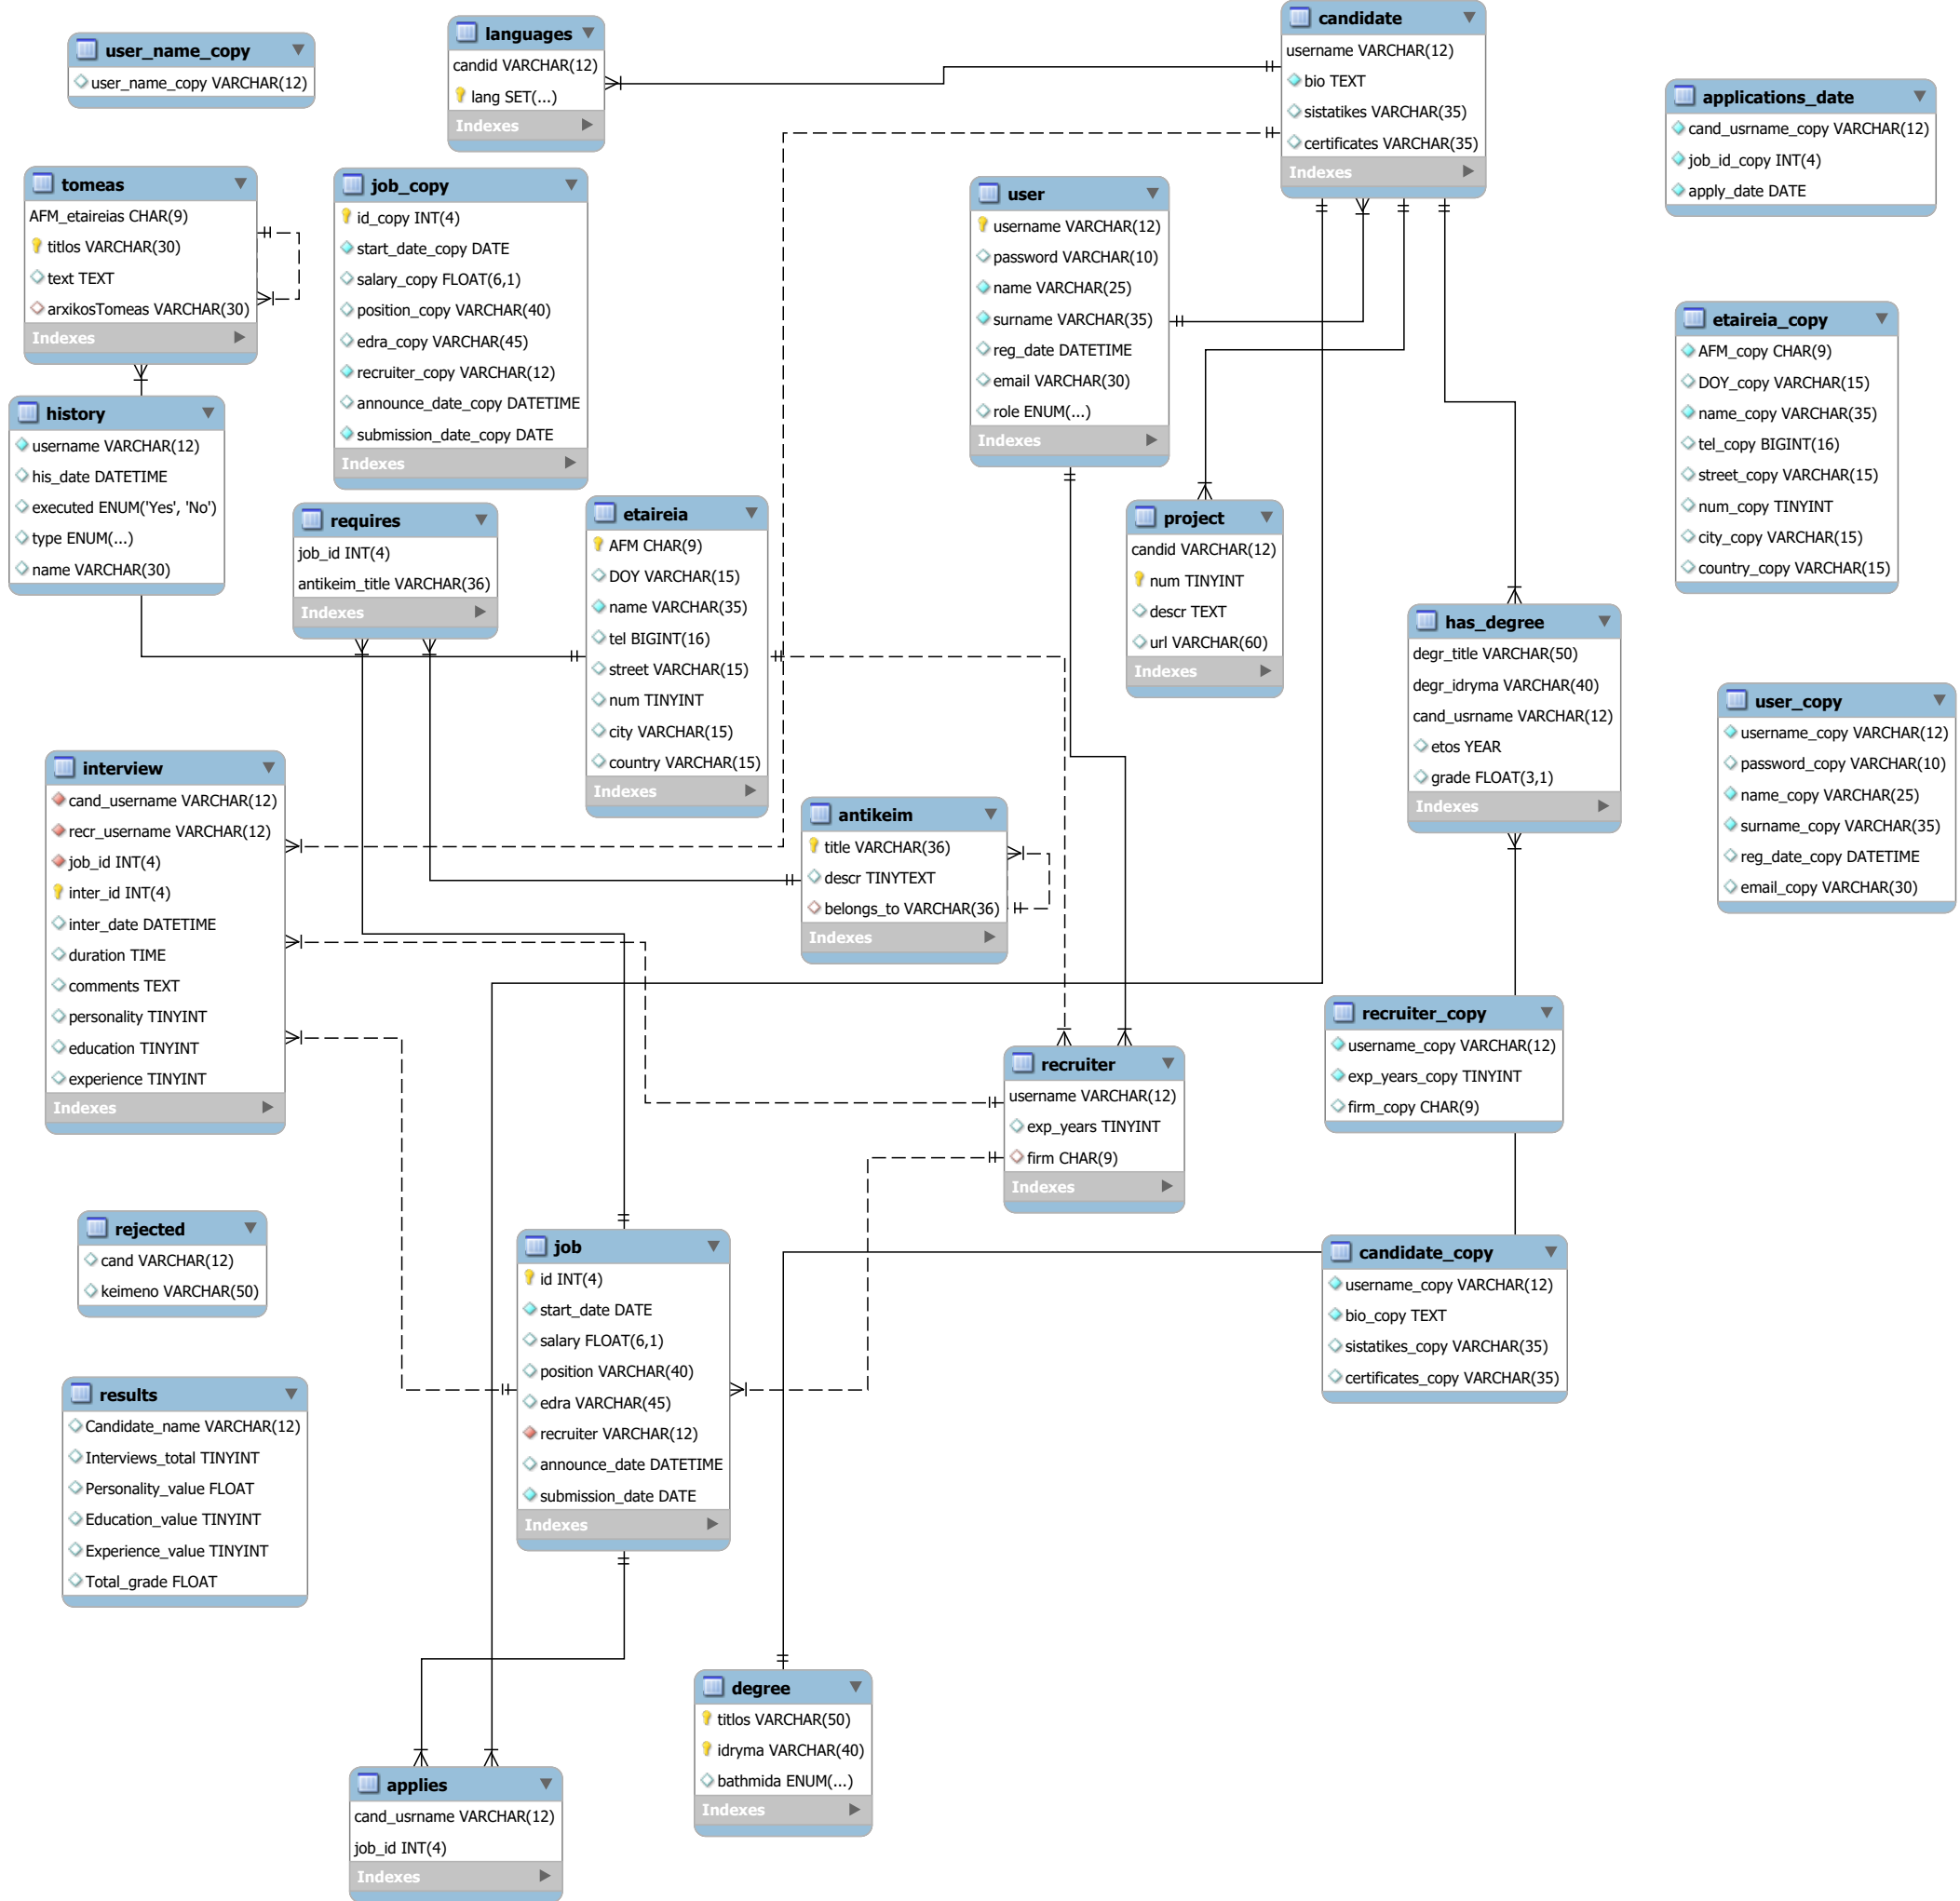 user_name_copy
user_name_copy VARCHAR(12)
languages
candid VARCHAR(12)
lang SET(...)
Indexes
candidate
username VARCHAR(12)
bio TEXT
sistatikes VARCHAR(35)
certificates VARCHAR(35)
Indexes
applications_date
cand_usrname_copy VARCHAR(12)
job_id_copy INT(4)
apply_date DATE
tomeas
AFM_etaireias CHAR(9)
titlos VARCHAR(30)
text TEXT
arxikosTomeas VARCHAR(30)
Indexes
job_copy
id_copy INT(4)
start_date_copy DATE
salary_copy FLOAT(6,1)
position_copy VARCHAR(40)
edra_copy VARCHAR(45)
recruiter_copy VARCHAR(12)
announce_date_copy DATETIME
submission_date_copy DATE
Indexes
user
username VARCHAR(12)
password VARCHAR(10)
name VARCHAR(25)
surname VARCHAR(35)
reg_date DATETIME
email VARCHAR(30)
role ENUM(...)
Indexes
etaireia_copy
AFM_copy CHAR(9)
DOY_copy VARCHAR(15)
name_copy VARCHAR(35)
tel_copy BIGINT(16)
street_copy VARCHAR(15)
num_copy TINYINT
city_copy VARCHAR(15)
country_copy VARCHAR(15)
history
username VARCHAR(12)
his_date DATETIME
executed ENUM('Yes', 'No')
type ENUM(...)
name VARCHAR(30)
requires
job_id INT(4)
antikeim_title VARCHAR(36)
Indexes
etaireia
AFM CHAR(9)
DOY VARCHAR(15)
name VARCHAR(35)
tel BIGINT(16)
street VARCHAR(15)
num TINYINT
city VARCHAR(15)
country VARCHAR(15)
Indexes
project
candid VARCHAR(12)
num TINYINT
descr TEXT
url VARCHAR(60)
Indexes
has_degree
degr_title VARCHAR(50)
degr_idryma VARCHAR(40)
cand_usrname VARCHAR(12)
etos YEAR
grade FLOAT(3,1)
Indexes
user_copy
username_copy VARCHAR(12)
password_copy VARCHAR(10)
name_copy VARCHAR(25)
surname_copy VARCHAR(35)
reg_date_copy DATETIME
email_copy VARCHAR(30)
interview
cand_username VARCHAR(12)
recr_username VARCHAR(12)
job_id INT(4)
inter_id INT(4)
inter_date DATETIME
duration TIME
comments TEXT
personality TINYINT
education TINYINT
experience TINYINT
Indexes
antikeim
title VARCHAR(36)
descr TINYTEXT
belongs_to VARCHAR(36)
Indexes
recruiter_copy
username_copy VARCHAR(12)
exp_years_copy TINYINT
firm_copy CHAR(9)
recruiter
username VARCHAR(12)
exp_years TINYINT
firm CHAR(9)
Indexes
rejected
cand VARCHAR(12)
keimeno VARCHAR(50)
job
id INT(4)
start_date DATE
salary FLOAT(6,1)
position VARCHAR(40)
edra VARCHAR(45)
recruiter VARCHAR(12)
announce_date DATETIME
submission_date DATE
Indexes
candidate_copy
username_copy VARCHAR(12)
bio_copy TEXT
sistatikes_copy VARCHAR(35)
certificates_copy VARCHAR(35)
results
Candidate_name VARCHAR(12)
Interviews_total TINYINT
Personality_value FLOAT
Education_value TINYINT
Experience_value TINYINT
Total_grade FLOAT
degree
titlos VARCHAR(50)
idryma VARCHAR(40)
bathmida ENUM(...)
Indexes
applies
cand_usrname VARCHAR(12)
job_id INT(4)
Indexes